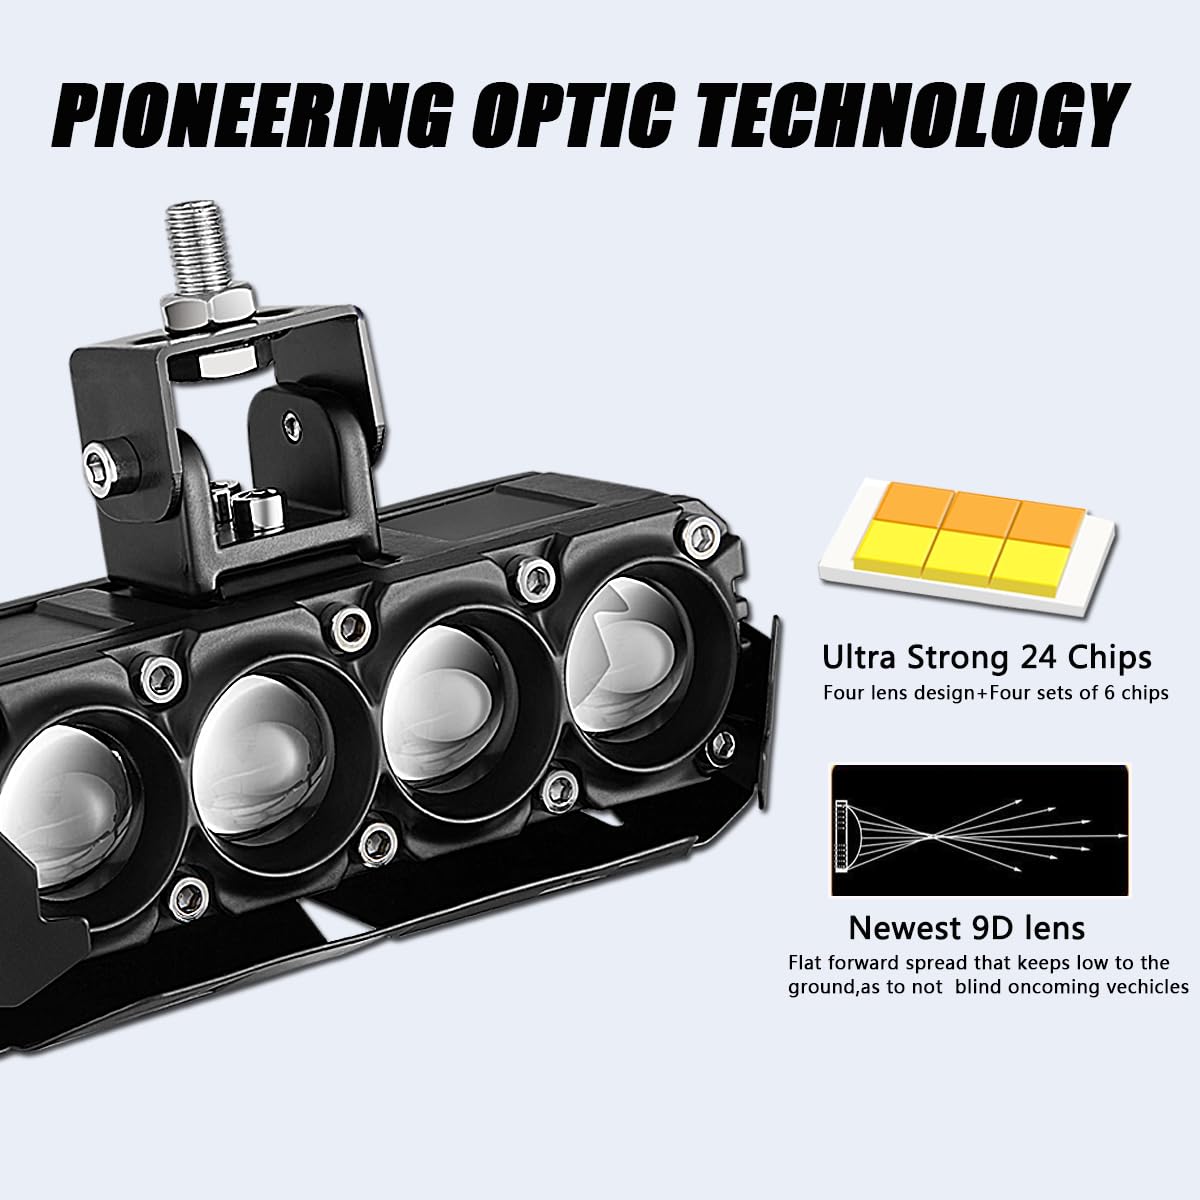 PIONEERING OPTIC TECHNOLOGY
Ultra Strong 24 Chips
Four lens design+Four sets of 6 chips
Newest 9D lens
Flat forward spread that keeps low to the
ground,as to not blind oncoming vechicles